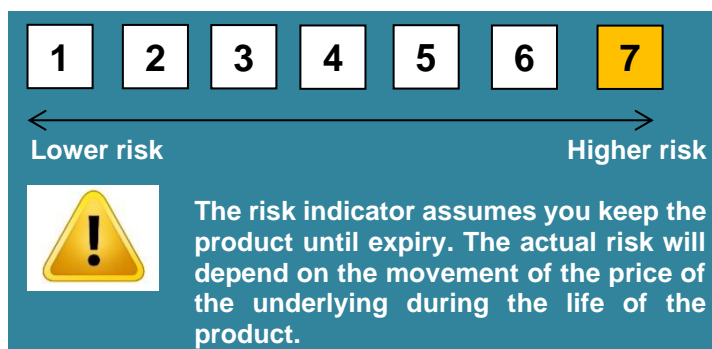 1 2 3 4 5 6 7
Lower risk Higher risk
!
The risk indicator assumes you keep the
product until expiry. The actual risk will
depend on the movement of the price of
the underlying during the life of the
product.